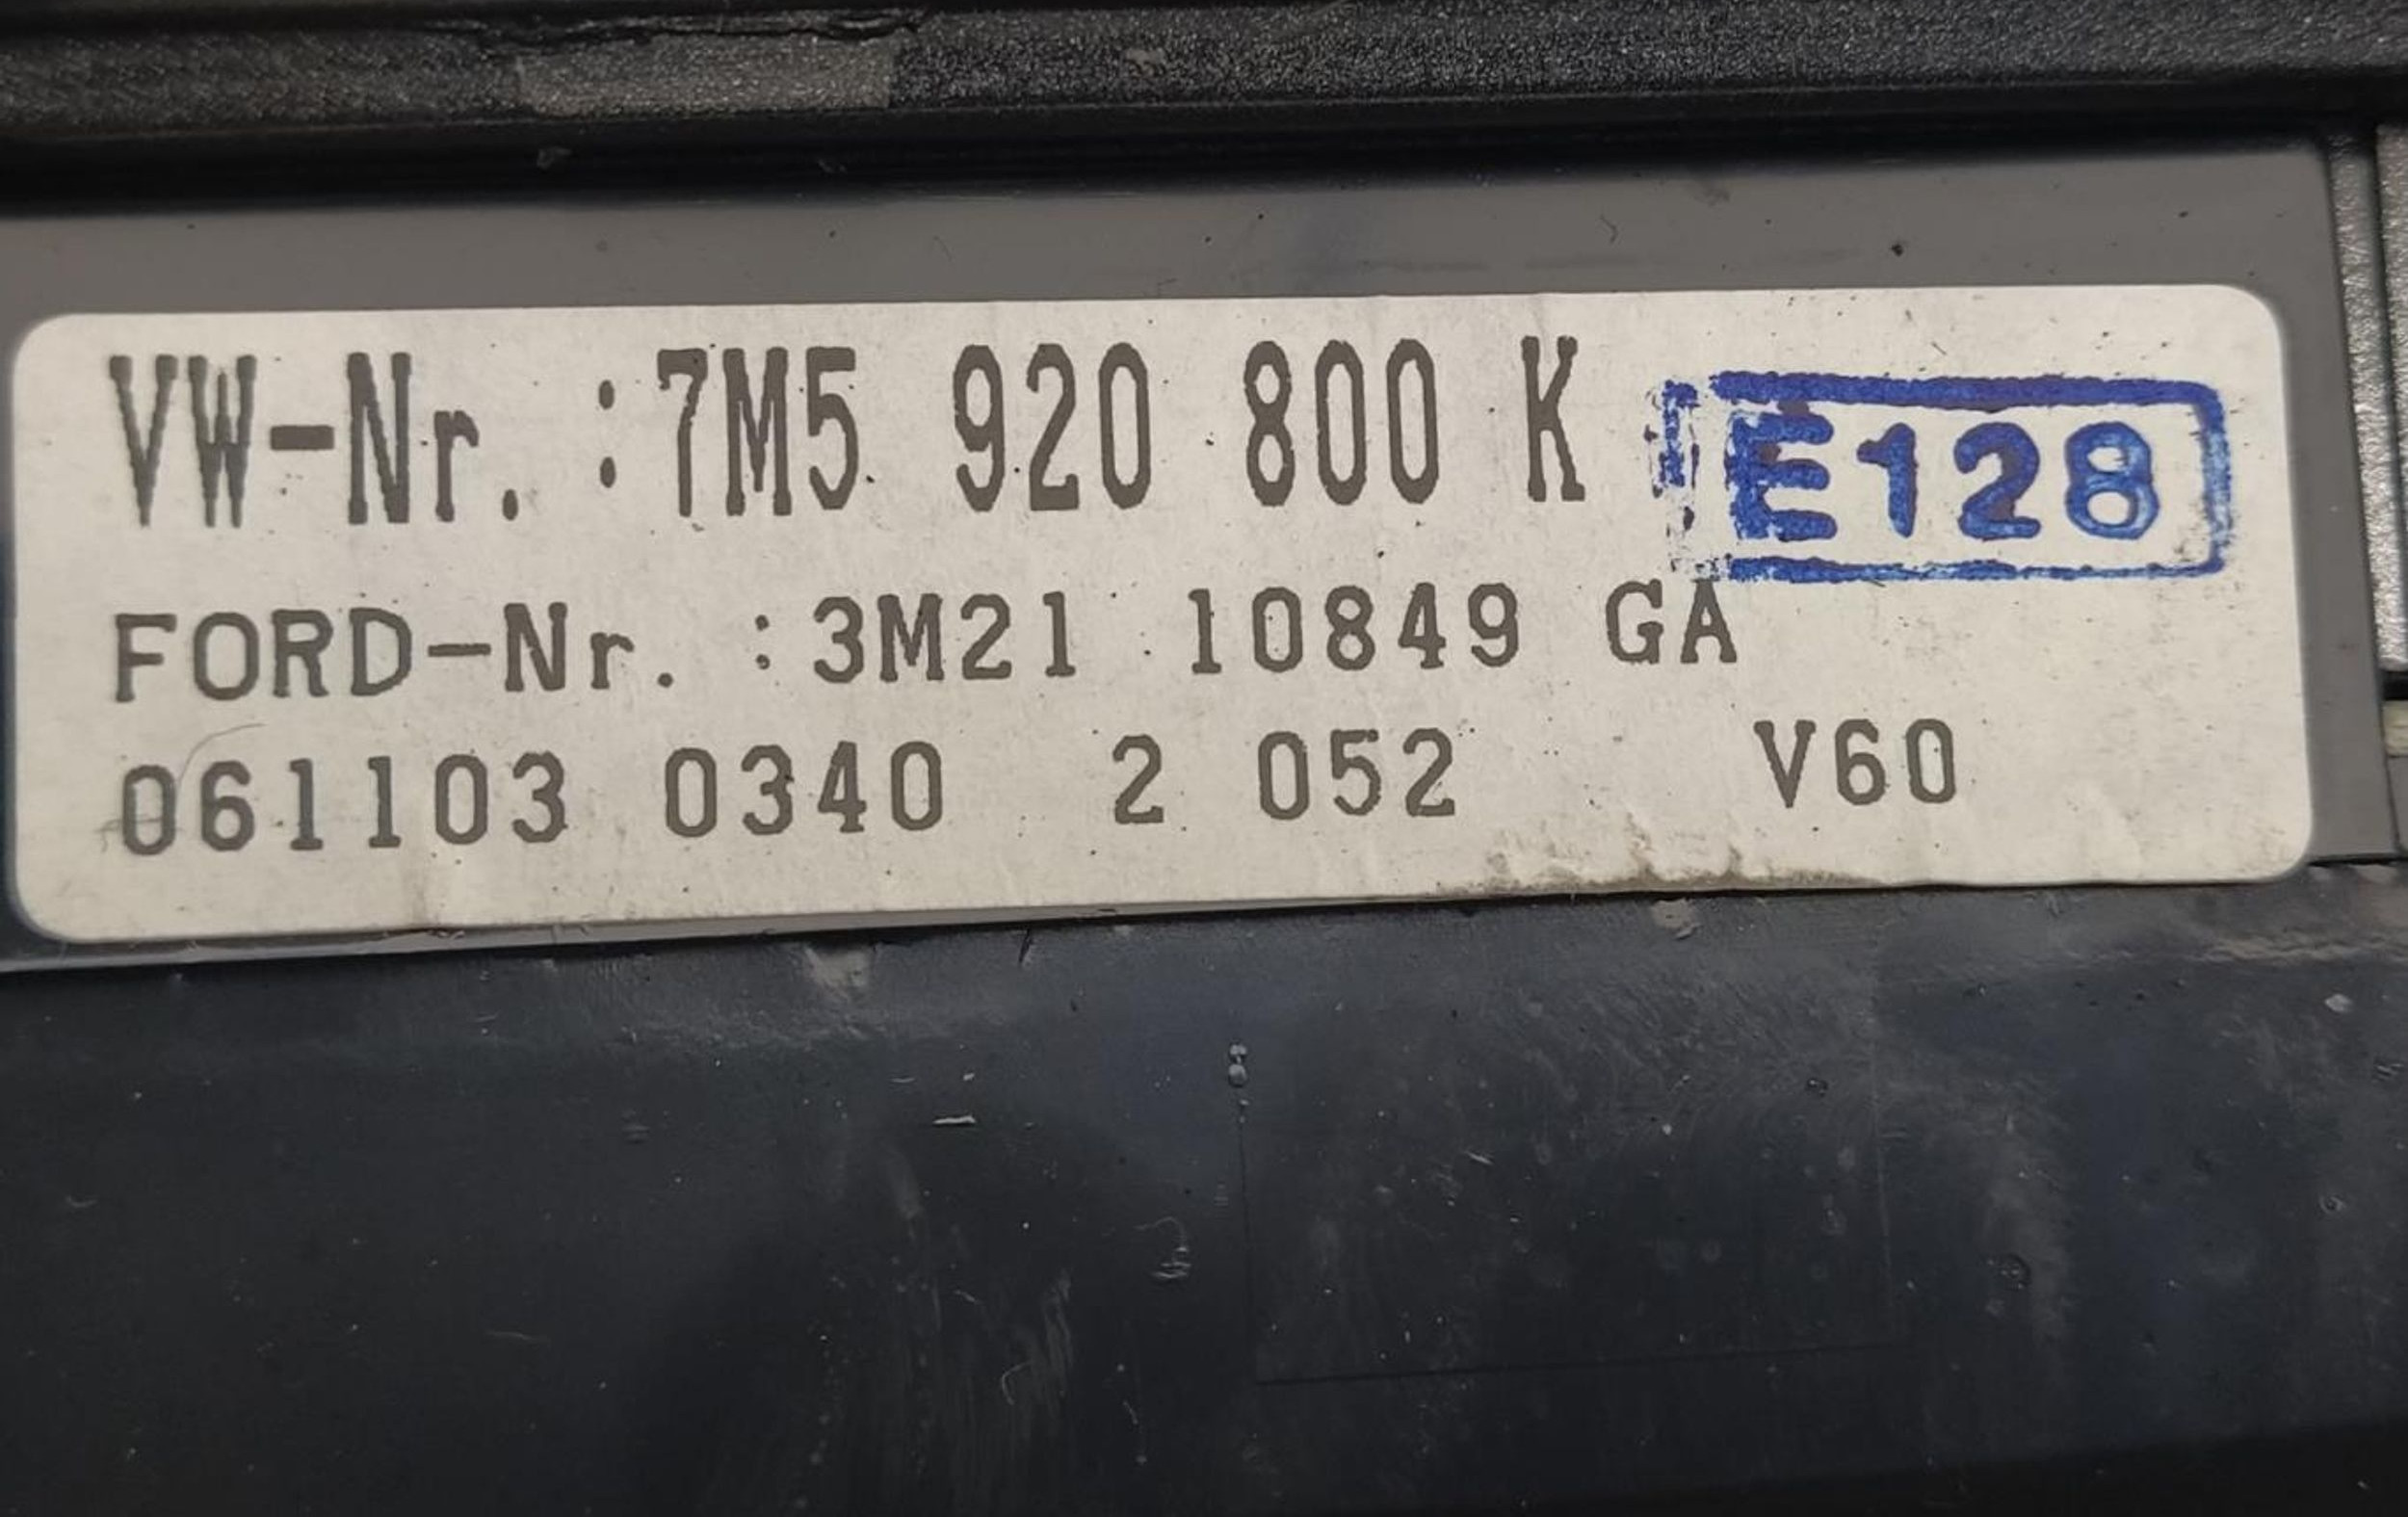 VW-Nr. :7M5 920 800 K
E128
FORD-Nr. :3M21 10849 GA
061103 0340 2 052 V60